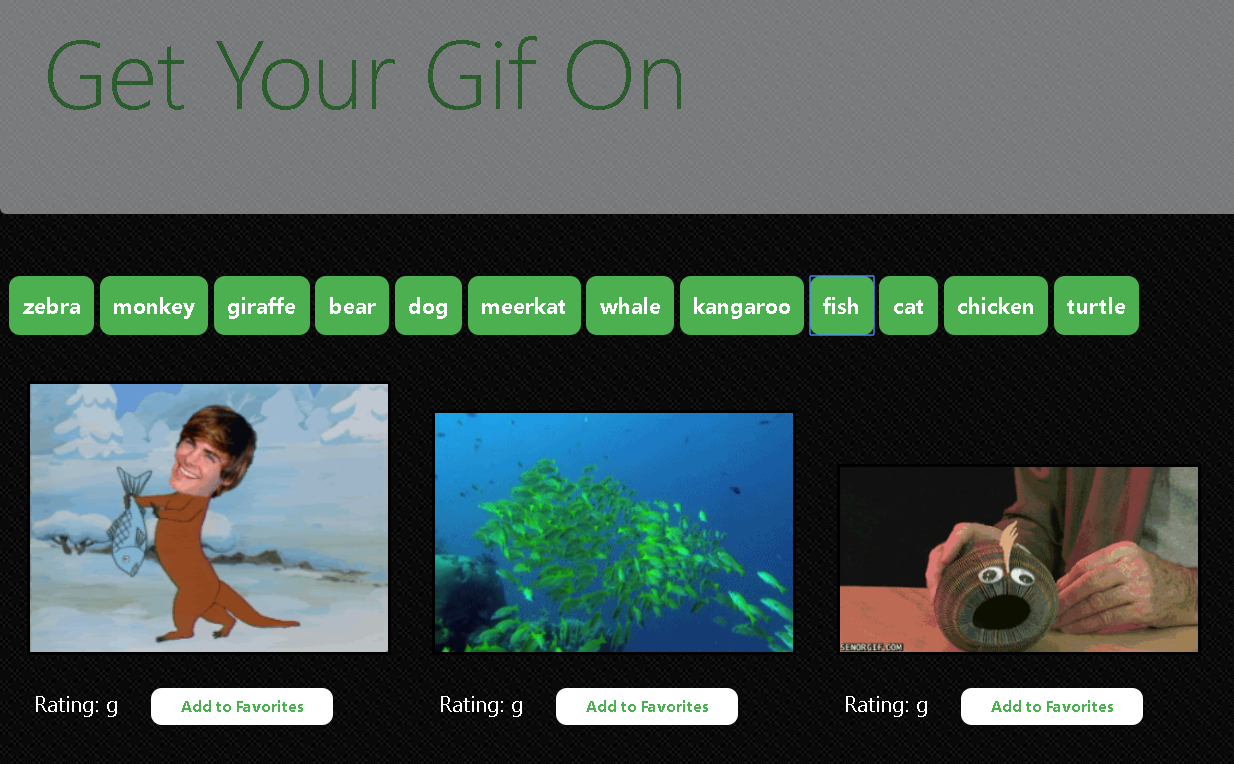 Get Your Gif On
zebra monkey giraffe bear dog meerkat whale kangaroo fish cat chicken turtle
SENORGIF.COM
Rating: g Add to Favorites Rating: g Add to Favorites Rating: g Add to Favorites